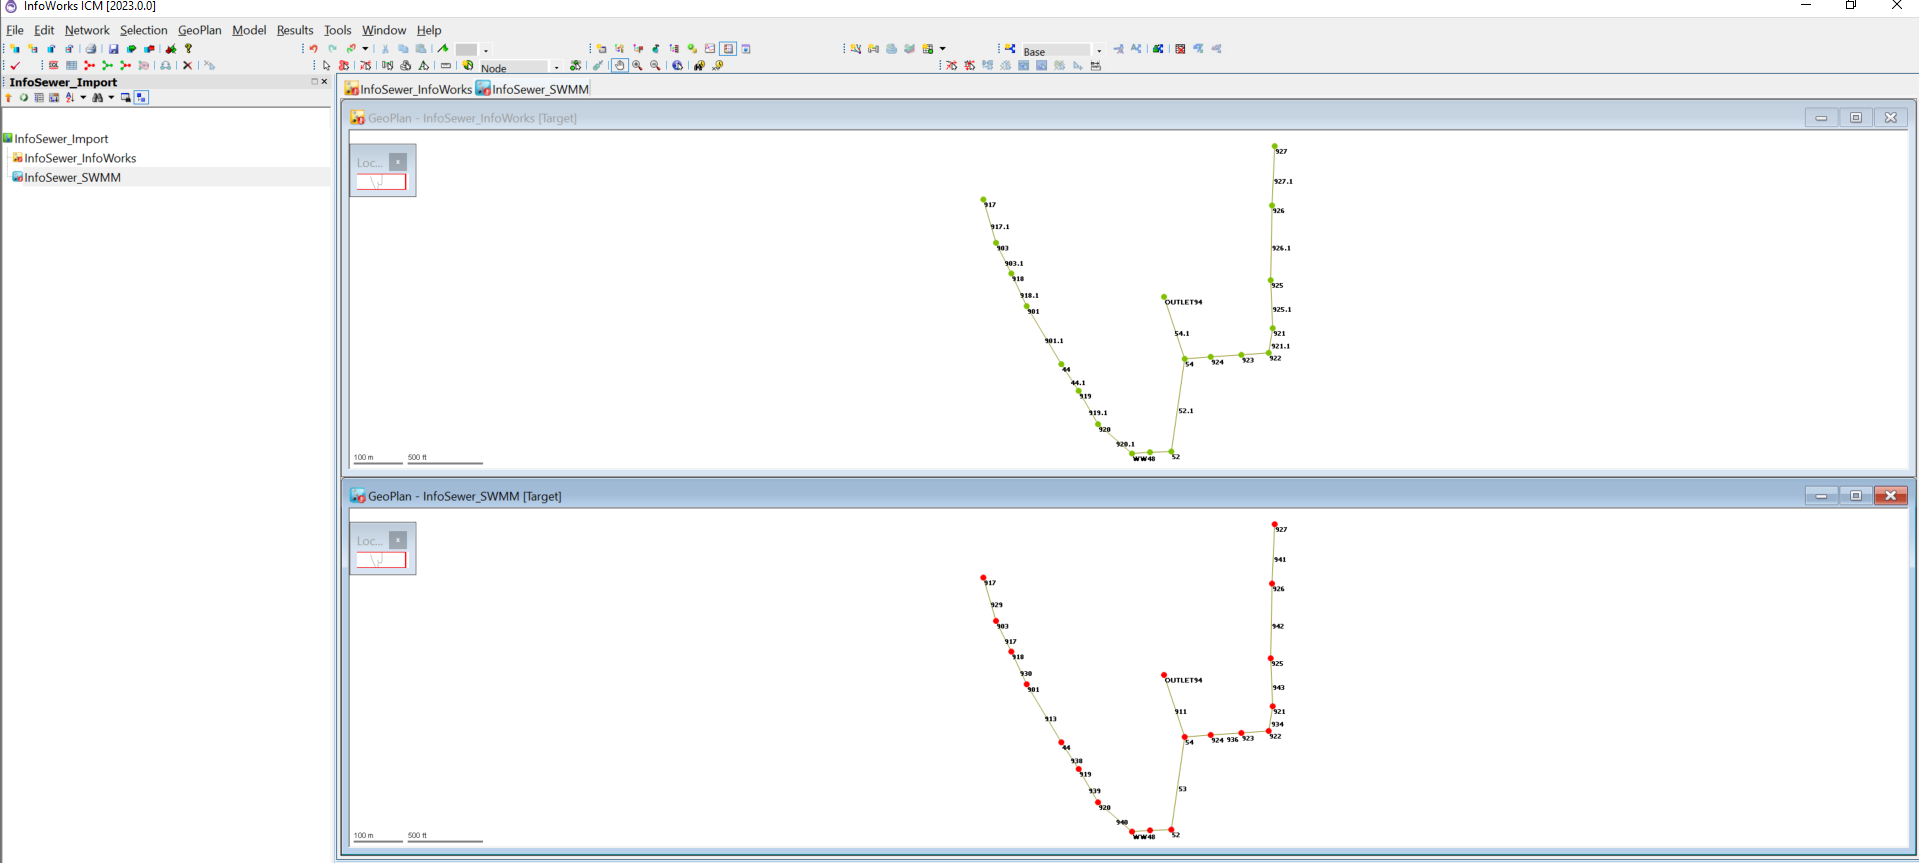 InfoWorks ICM [2023.0.0]
File Edit Network Selection GeoPlan Model Results Tools Window Help
Base
Node
InfoSewer_Import
InfoSewer_InfoWorks InfoSewer_SWMM
InfoSewer_Import
InfoSewer_InfoWorks
InfoSewer_SWMM
GeoPlan - InfoSewer_InfoWorks [Target]
Loc...
927
927.1
917
926
917.1
903
926.1
903.1
918
925
918.1
OUTLET94
901
925.1
54.1
921
901.1
921.1
922
923
924
54
44
44.1
919
52.1
919.1
920
920.1
WW48
52
100 m 500 ft
GeoPlan - InfoSewer_SWMM [Target]
Loc...
927
941
917
926
929
903
942
917
918
925
930
OUTLET94
901
943
911
921
913
934
922
54 924 936 923
44
938
919
53
939
920
940
WW48
52
100 m 500 ft